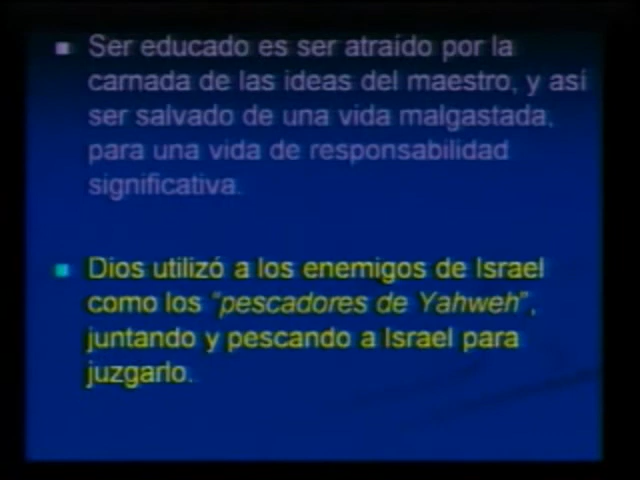 Ser educado es ser atraído por la
carnada de las ideas del maestro, y así
ser salvado de una vida malgastada,
para una vida de responsabilidad
significativa.
Dios utilizó a los enemigos de Israel
como los "pescadores de Yahweh",
juntando y pescando a Israel para
juzgarlo.